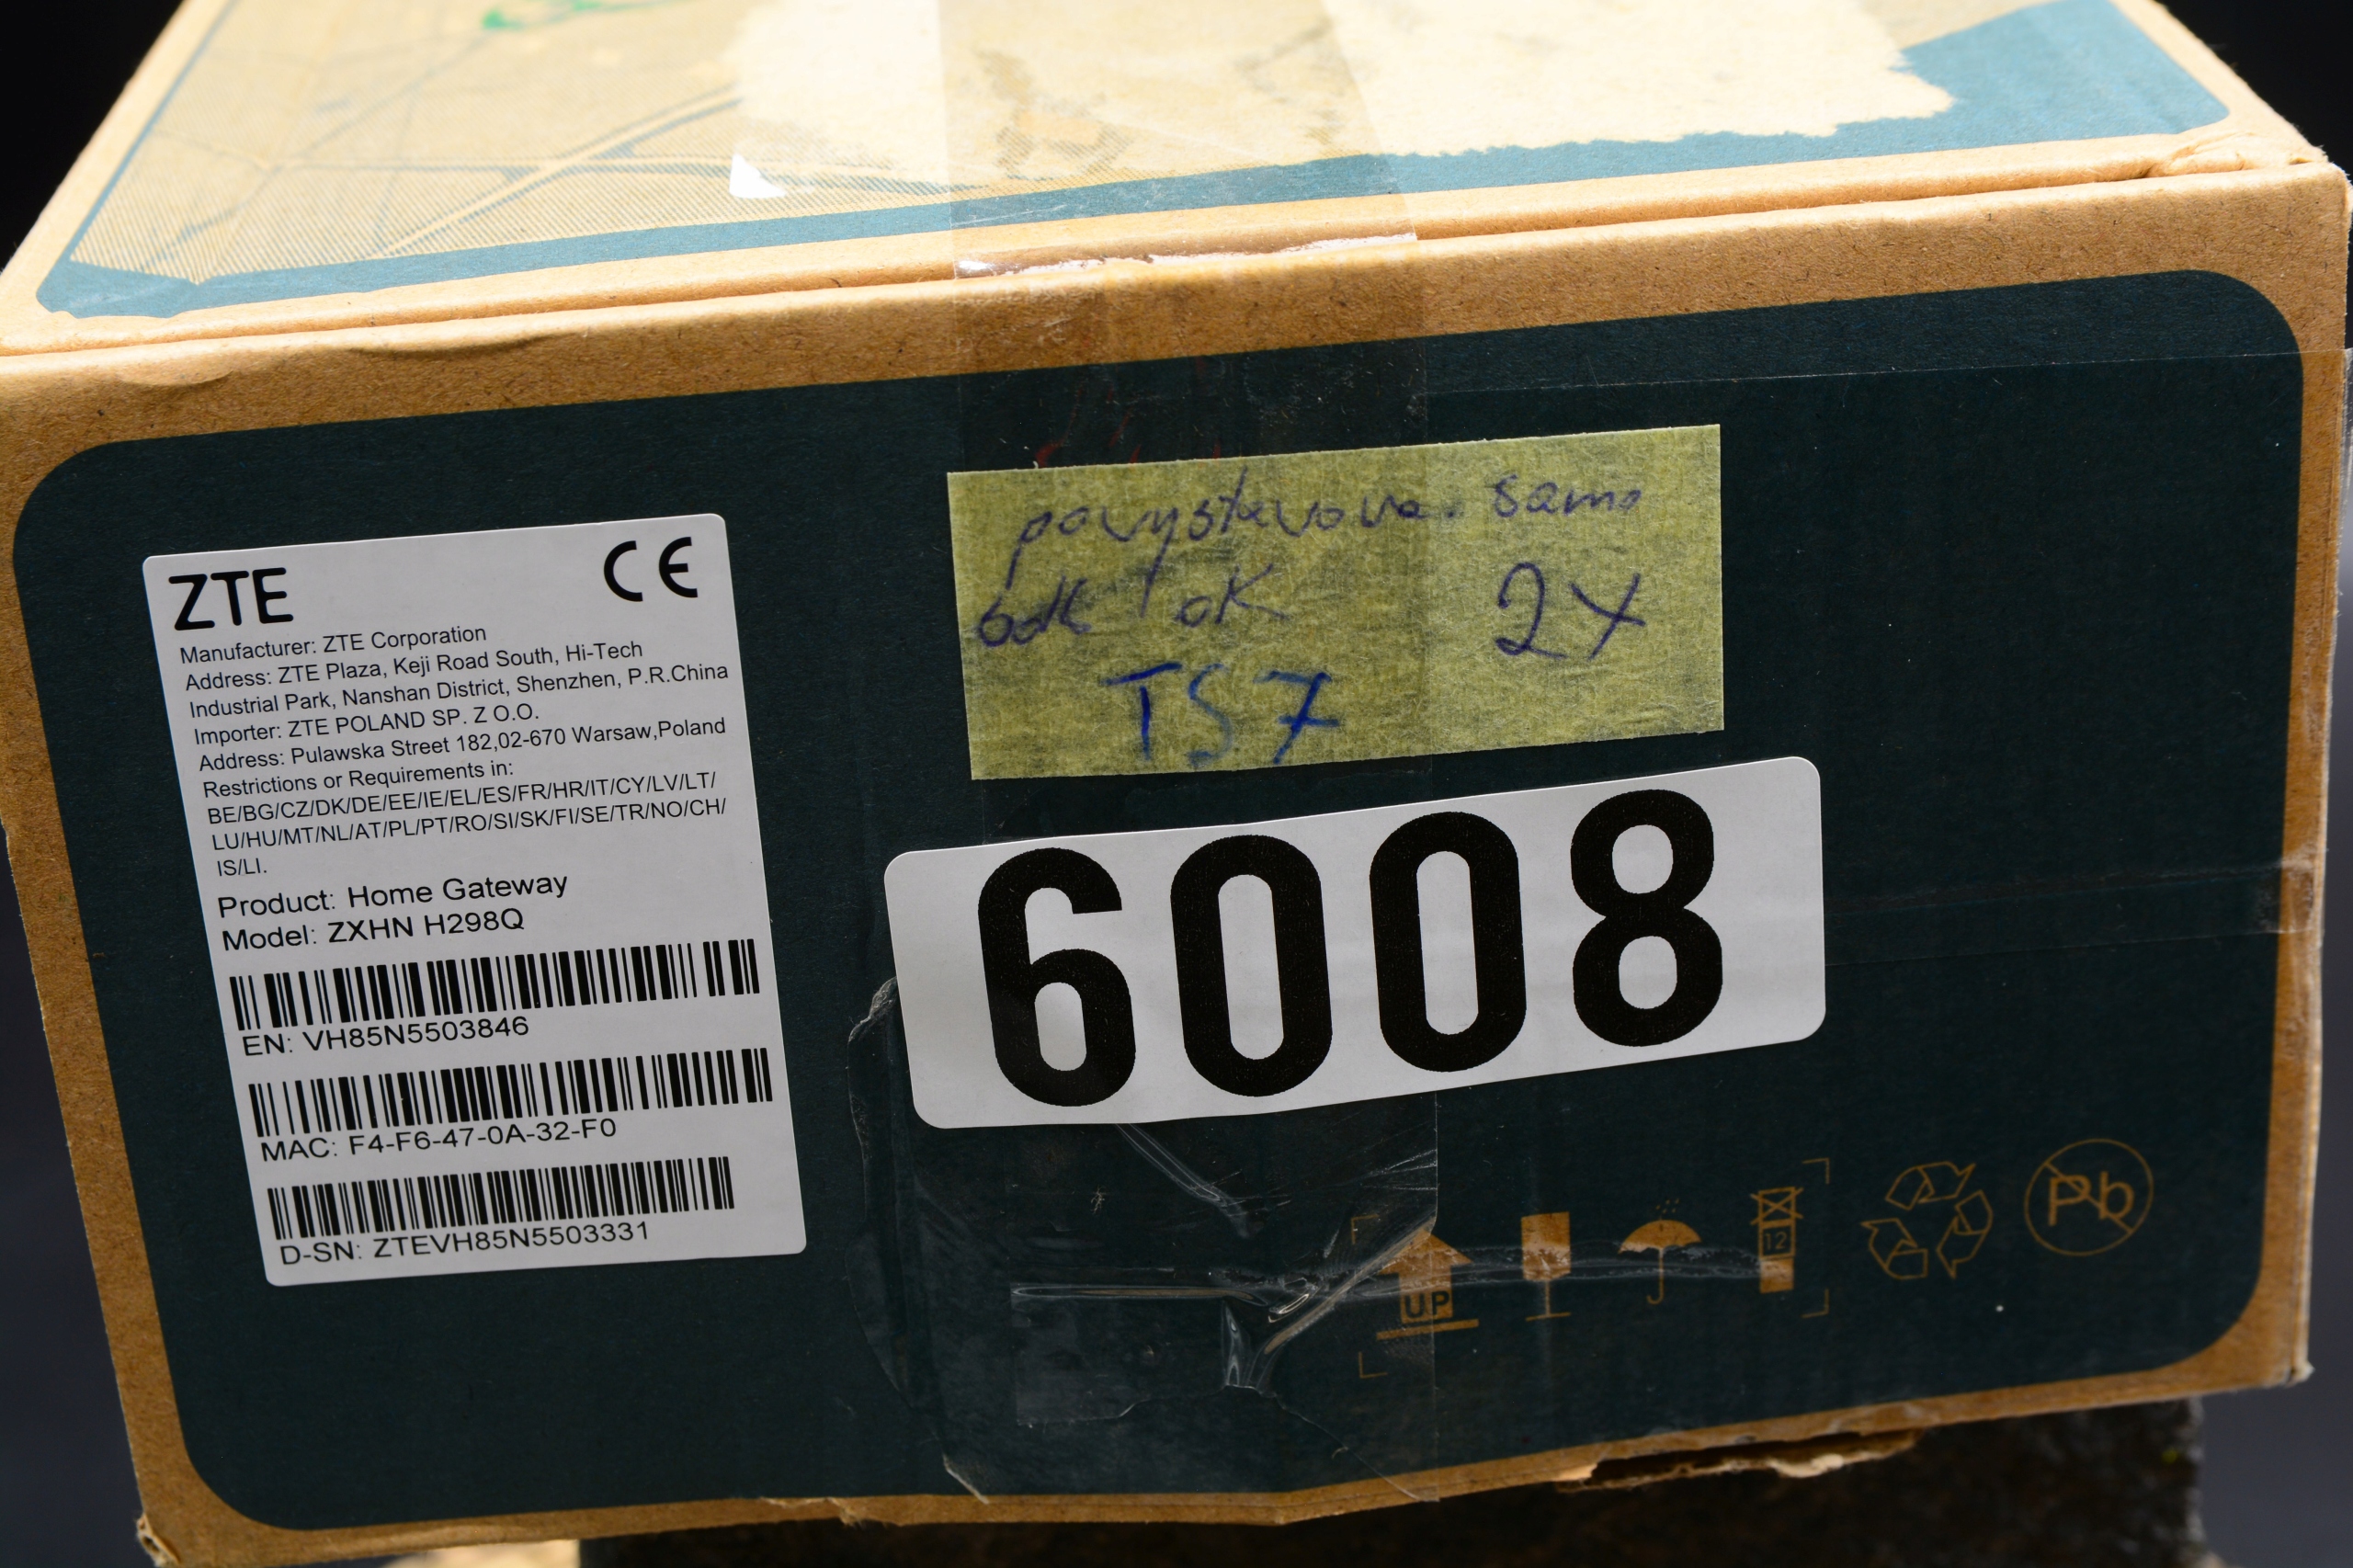 ZTE CE
Manufacturer: ZTE Corporation
Address: ZTE Plaza, Keji Road South, Hi-Tech
Industrial Park, Nanshan District, Shenzhen, P.R.China
Importer: ZTE POLAND SP. Z O.O.
Address: Pulawska Street 182,02-670 Warsaw,Poland
Restrictions or Requirements in:
BE/BG/CZ/DK/DE/EE/IE/EL/ES/FR/HR/IT/CY/LV/LT/
LU/HU/MT/NL/AT/PL/PT/RO/SI/SK/FI/SE/TR/NO/CH/
IS/LI.
Product: Home Gateway
Model: ZXHN H298Q
EN: VH85N5503846
MAC: F4-F6-47-0A-32-F0
D-SN: ZTEVH85N5503331
samo
OK 2X
TS7
6008
UP
12
Pb